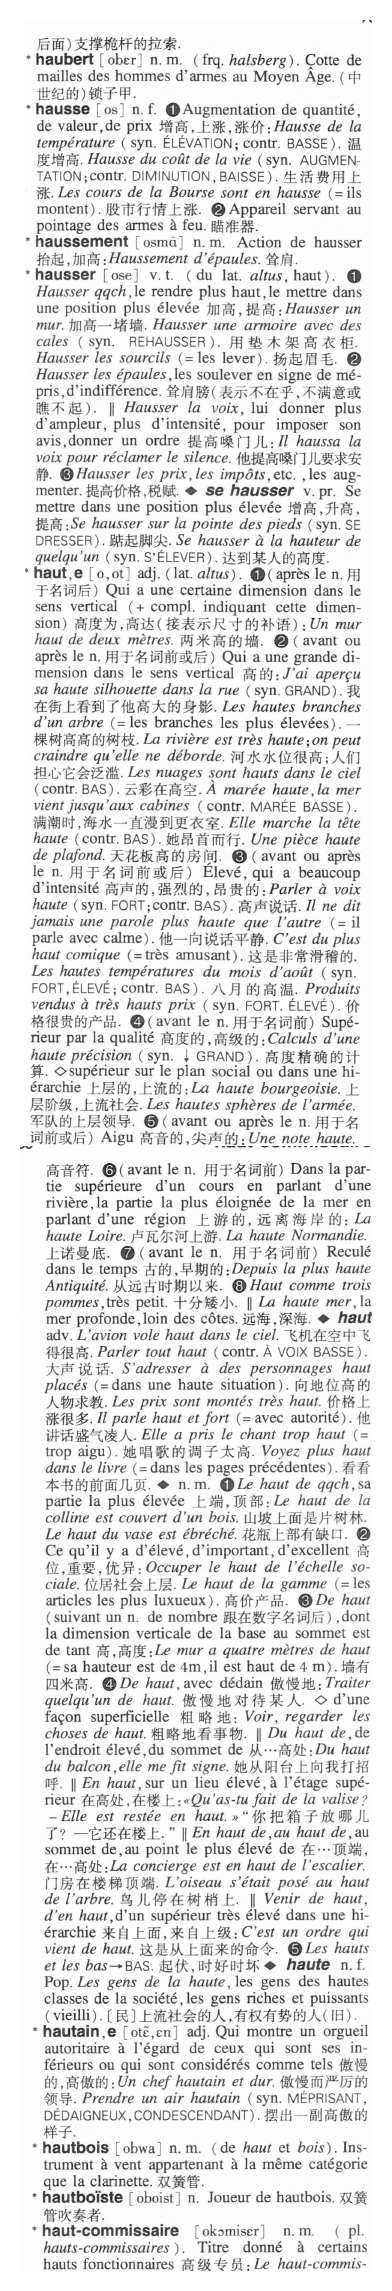 后面)支撑桅杆的拉索.
* haubert [obɛr] n. m. (frq. halsberg). Cotte de
mailles des hommes d'armes au Moyen Âge. (中
世纪的)锁子甲.
* hausse [os] n. f. ❶Augmentation de quantité,
de valeur,de prix 增高,上涨,涨价:Hausse de la
température (syn. ÉLÉVATION; contr. BASSE). 温
度增高. Hausse du coût de la vie (syn. AUGMEN-
TATION;contr. DIMINUTION, BAISSE). 生活费用上
涨. Les cours de la Bourse sont en hausse (=ils
montent). 股市行情上涨. ❷Appareil servant au
pointage des armes à feu. 瞄准器.
* haussement [osmɑ̃] n. m. Action de hausser
抬起,加高:Haussement d'épaules. 耸肩.
* hausser [ose] v. t. (du lat. altus, haut). ❶
Hausser qqch,le rendre plus haut,le mettre dans
une position plus élevée 加高,提高:Hausser un
mur. 加高一堵墙. Hausser une armoire avec des
cales (syn. REHAUSSER). 用垫木架高衣柜.
Hausser les sourcils (=les lever). 扬起眉毛. ❷
Hausser les épaules,les soulever en signe de mé-
pris,d'indifférence. 耸肩膀(表示不在乎,不满意或
瞧不起). ‖ Hausser la voix, lui donner plus
d'ampleur, plus d'intensité, pour imposer son
avis,donner un ordre 提高嗓门儿:Il haussa la
voix pour réclamer le silence. 他提高嗓门儿要求安
静. ❸Hausser les prix,les impôts,etc. ,les aug-
menter. 提高价格,税赋. ◆ se hausser v. pr. Se
mettre dans une position plus élevée 增高,升高,
提高:Se hausser sur la pointe des pieds (syn. SE
DRESSER). 踮起脚尖. Se hausser à la hauteur de
quelqu'un (syn. S'ÉLEVER). 达到某人的高度.
* haut,e [o,ot] adj. (lat. altus). ❶(après le n. 用
于名词后) Qui a une certaine dimension dans le
sens vertical (+ compl. indiquant cette dimen-
sion) 高度为,高达(接表示尺寸的补语):Un mur
haut de deux mètres. 两米高的墙. ❷(avant ou
après le n. 用于名词前或后) Qui a une grande di-
mension dans le sens vertical 高的:J'ai aperçu
sa haute silhouette dans la rue (syn. GRAND). 我
在街上看到了他高大的身影. Les hautes branches
d'un arbre (=les branches les plus élevées). 一
棵树高高的树枝. La rivière est très haute;on peut
craindre qu'elle ne déborde. 河水水位很高;人们
担心它会泛滥. Les nuages sont hauts dans le ciel
(contr. BAS). 云彩在高空. À marée haute,la mer
vient jusqu'aux cabines (contr. MARÉE BASSE).
满潮时,海水一直漫到更衣室. Elle marche la tête
haute (contr. BAS). 她昂首而行. Une pièce haute
de plafond. 天花板高的房间. ❸(avant ou après
le n. 用于名词前或后) Élevé, qui a beaucoup
d'intensité 高声的,强烈的,昂贵的:Parler à voix
haute (syn. FORT;contr. BAS). 高声说话. Il ne dit
jamais une parole plus haute que l'autre (= il
parle avec calme). 他一向说话平静. C'est du plus
haut comique (=très amusant). 这是非常滑稽的.
Les hautes températures du mois d'août (syn.
FORT,ÉLEVÉ; contr. BAS). 八月的高温. Produits
vendus à très hauts prix (syn. FORT. ÉLEVÉ). 价
格很贵的产品. ❹(avant le n. 用于名词前) Supé-
rieur par la qualité 高度的,高级的:Calculs d'une
haute précision (syn. ↓ GRAND). 高度精确的计
算. ◇supérieur sur le plan social ou dans une hi-
érarchie 上层的,上流的:La haute bourgeoisie. 上
层阶级,上流社会. Les hautes sphères de l'armée.
军队的上层领导. ❺(avant ou après le n. 用于名
词前或后) Aigu 高音的,尖声的:Une note haute.
高音符. ❻(avant le n. 用于名词前) Dans la par-
tie supérieure d'un cours en parlant d'une
rivière,la partie la plus éloignée de la mer en
parlant d'une région 上游的, 远离海岸的: La
haute Loire. 卢瓦尔河上游. La haute Normandie.
上诺曼底. ❼(avant le n. 用于名词前) Reculé
dans le temps 古的,早期的:Depuis la plus haute
Antiquité. 从远古时期以来. ❽Haut comme trois
pommes,très petit. 十分矮小. ‖ La haute mer,la
mer profonde,loin des côtes. 远海,深海. ◆ haut
adv. L'avion vole haut dans le ciel. 飞机在空中飞
得很高. Parler tout haut (contr. À VOIX BASSE).
大声说话. S'adresser à des personnages haut
placés (=dans une haute situation). 向地位高的
人物求教. Les prix sont montés très haut. 价格上
涨很多. Il parle haut et fort (=avec autorité). 他
讲话盛气凌人. Elle a pris le chant trop haut (=
trop aigu). 她唱歌的调子太高. Voyez plus haut
dans le livre (=dans les pages précédentes). 看看
本书的前面几页. ◆ n. m. ❶Le haut de qqch,sa
partie la plus élevée 上端,顶部: Le haut de la
colline est couvert d'un bois. 山坡上面是片树林.
Le haut du vase est ébréché. 花瓶上部有缺口. ❷
Ce qu'il y a d'élevé,d'important,d'excellent 高
位,重要,优异: Occuper le haut de l'échelle so-
ciale. 位居社会上层. Le haut de la gamme (=les
articles les plus luxueux). 高价产品. ❸De haut
(suivant un n. de nombre 跟在数字名词后),dont
la dimension verticale de la base au sommet est
de tant 高,高度:Le mur a quatre mètres de haut
(=sa hauteur est de 4m,il est haut de 4 m). 墙有
四米高. ❹De haut,avec dédain 傲慢地:Traiter
quelqu'un de haut. 傲慢地对待某人. ◇ d'une
façon superficielle 粗略地: Voir, regarder les
choses de haut. 粗略地看事物. ‖ Du haut de,de
l'endroit élevé,du sommet de 从…高处:Du haut
du balcon,elle me fit signe. 她从阳台上向我打招
呼. ‖ En haut,sur un lieu élevé,à l'étage supé-
rieur 在高处,在楼上:«Qu'as-tu fait de la valise?
– Elle est restée en haut.» “你把箱子放哪儿
了? —它还在楼上.” ‖ En haut de,au haut de,au
sommet de,au point le plus élevé de 在…顶端,
在…高处:La concierge est en haut de l'escalier.
门房在楼梯顶端. L'oiseau s'était posé au haut
de l'arbre. 鸟儿停在树梢上. ‖ Venir de haut,
d'en haut,d'un supérieur très élevé dans une hi-
érarchie 来自上面,来自上级: C'est un ordre qui
vient de haut. 这是从上面来的命令. ❺Les hauts
et les bas→BAS. 起伏,时好时坏 ◆ haute n. f.
Pop. Les gens de la haute,les gens des hautes
classes de la société,les gens riches et puissants
(vieilli). [民]上流社会的人,有权有势的人(旧).
* hautain,e [otɛ̃,ɛn] adj. Qui montre un orgueil
autoritaire à l'égard de ceux qui sont ses in-
férieurs ou qui sont considérés comme tels 傲慢
的,高傲的: Un chef hautain et dur. 傲慢而严厉的
领导. Prendre un air hautain (syn. MÉPRISANT,
DÉDAIGNEUX,CONDESCENDANT). 摆出一副高傲的
样子.
* hautbois [obwa] n. m. (de haut et bois). Ins-
trument à vent appartenant à la même catégorie
que la clarinette. 双簧管.
* hautboïste [oboist] n. Joueur de hautbois. 双簧
管吹奏者.
* haut-commissaire [okɔmisɛr] n. m. ( pl.
hauts-commissaires). Titre donné à certains
hauts fonctionnaires 高级专员:Le haut-commis-